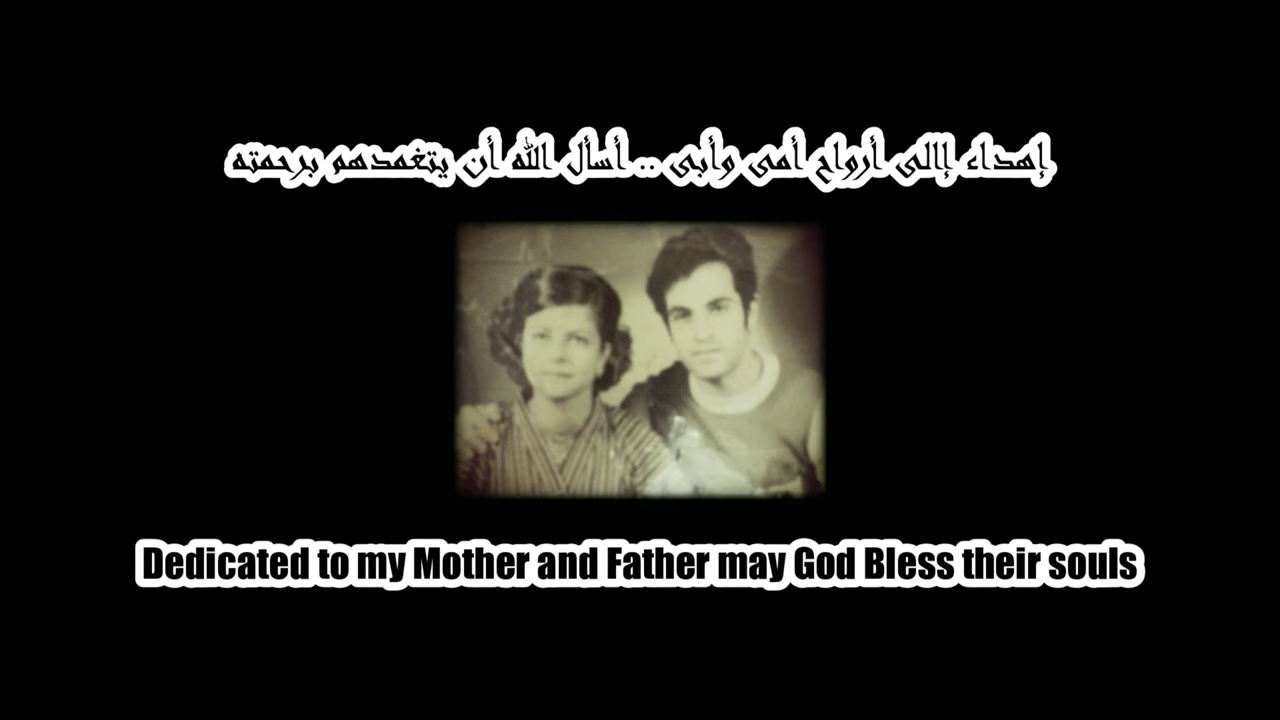 إهداء إالى أرواح أمى وأبى .. أسأل الله أن يتغمدهم برحمته
Dedicated to my Mother and Father may God Bless their souls